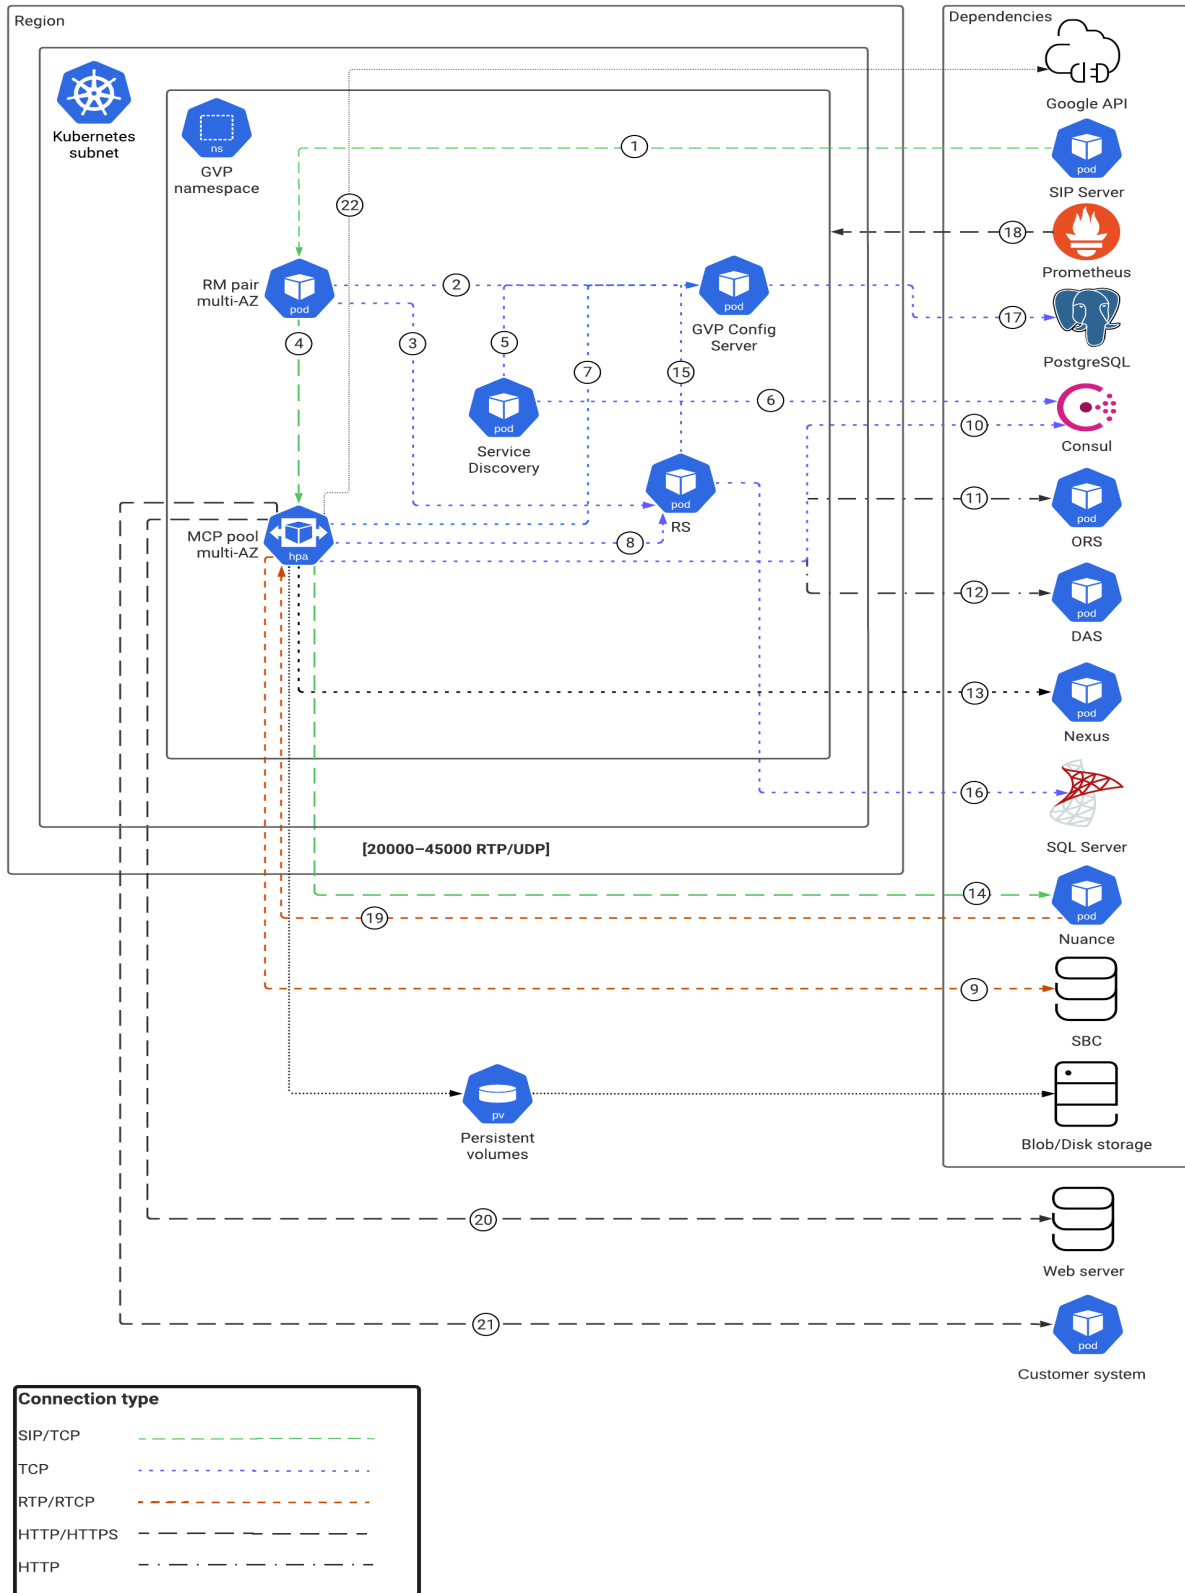 Region
Dependencies
Kubernetes
subnet
ns
GVP
namespace
Google API
1
pod
SIP Server
22
18
Prometheus
RM pair
multi-AZ
pod
2
pod
GVP Config
Server
17
PostgreSQL
4
3
5
7
15
6
pod
Service
Discovery
10
Consul
pod
RS
11
pod
ORS
MCP pool
multi-AZ
hpa
8
12
pod
DAS
13
pod
Nexus
16
SQL Server
[20000–45000 RTP/UDP]
14
pod
Nuance
19
9
SBC
pv
Persistent
volumes
Blob/Disk storage
20
Web server
21
pod
Customer system
Connection type
SIP/TCP
TCP
RTP/RTCP
HTTP/HTTPS
HTTP